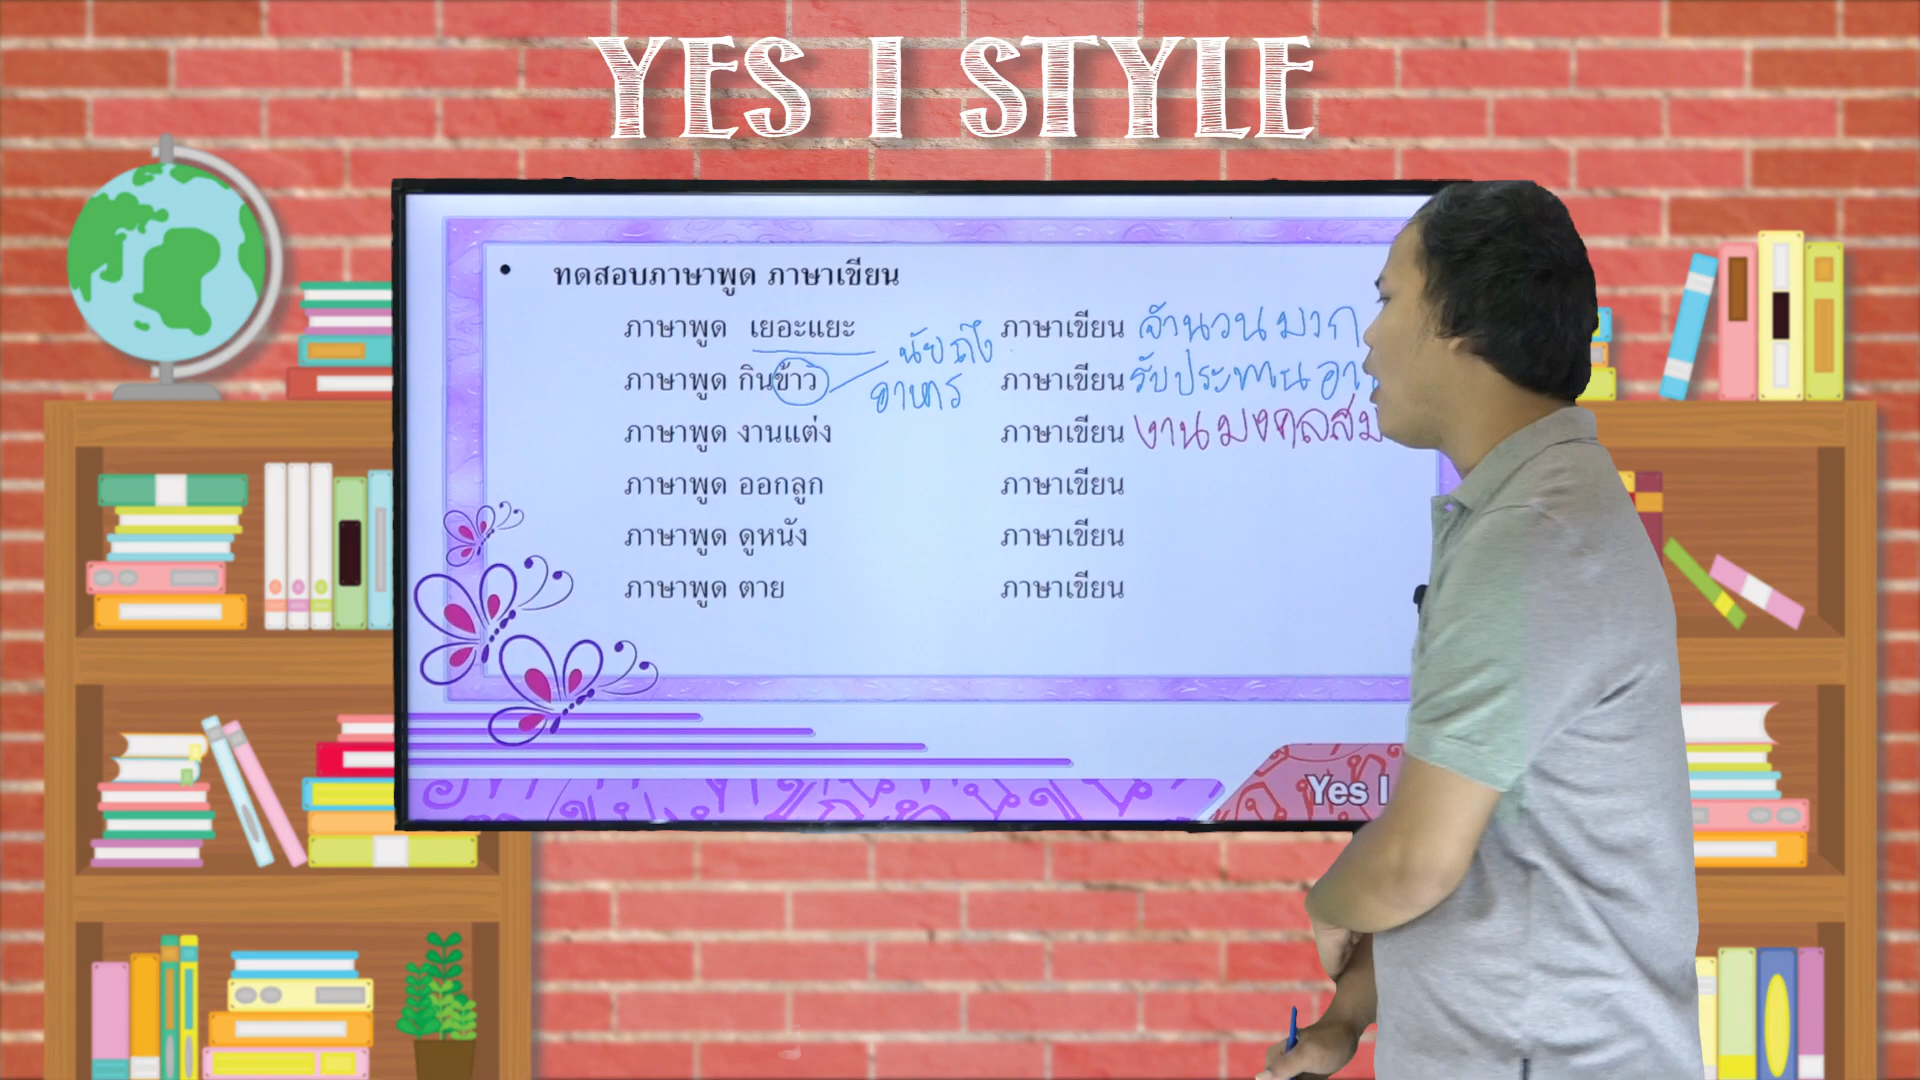 YES I STYLE
• ทดสอบภาษาพูด ภาษาเขียน
ภาษาพูด เยอะแยะ ภาษาเขียน จำนวนมาก
นัยถึง
ภาษาพูด กินข้าว อาหาร ภาษาเขียน รับประทาน
ภาษาพูด งานแต่ง ภาษาเขียน งานมงคลสม
ภาษาพูด ออกลูก ภาษาเขียน
ภาษาพูด ดูหนัง ภาษาเขียน
ภาษาพูด ตาย ภาษาเขียน
Yes I